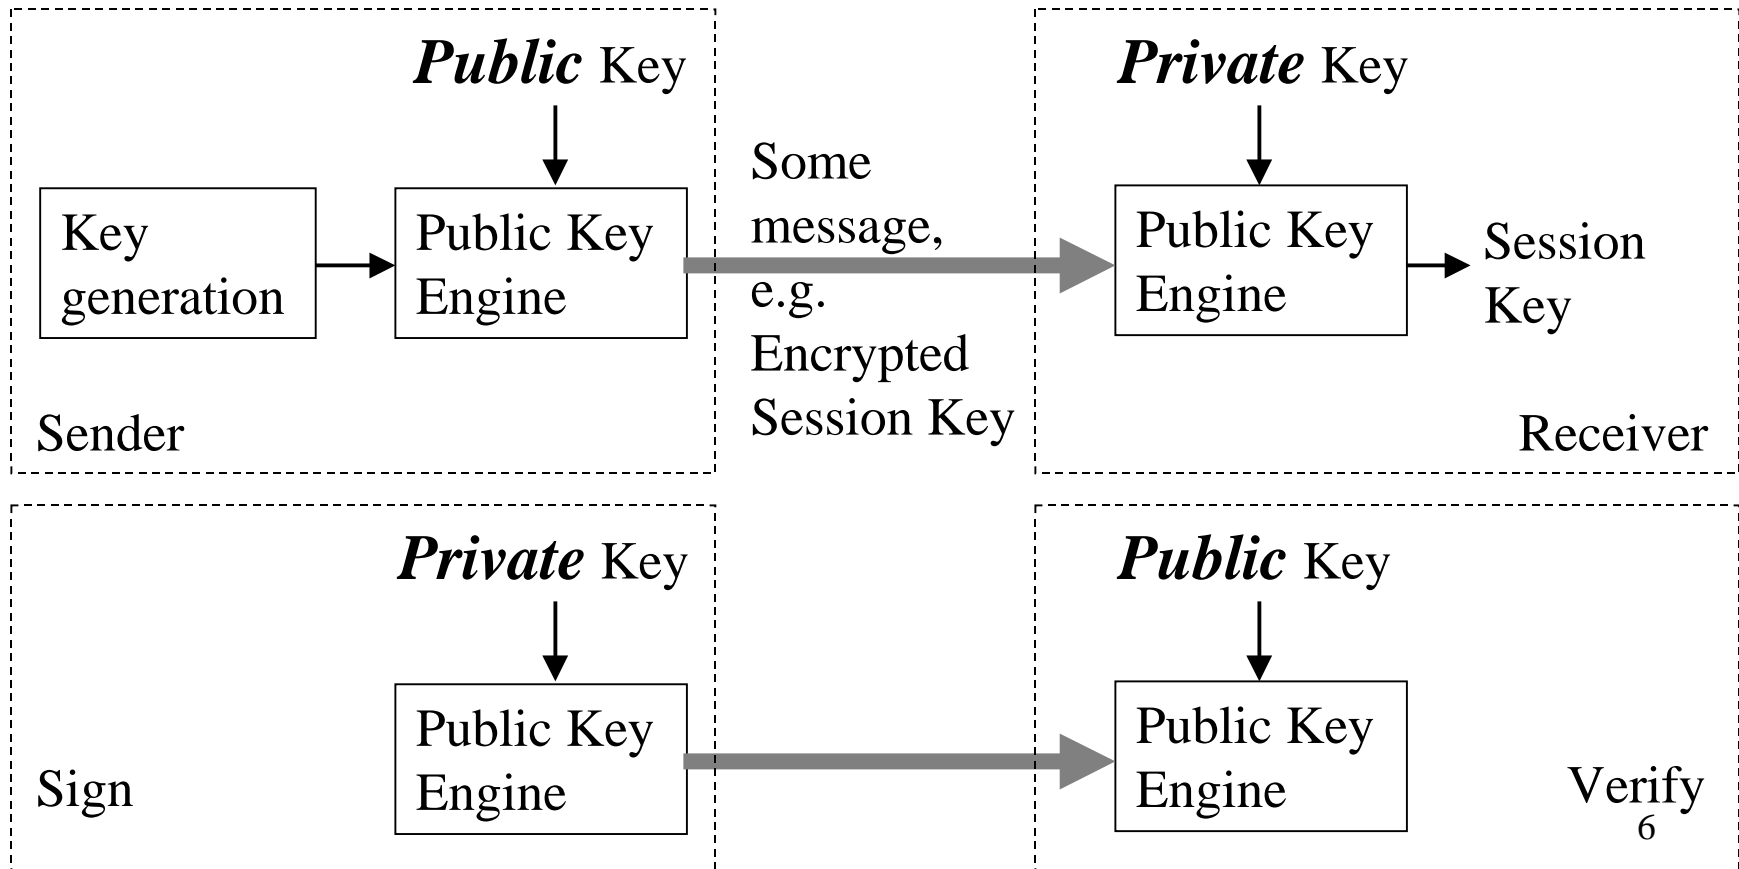 Public Key
Key
generation
Public Key
Engine
Sender
Some
message,
e.g.
Encrypted
Session Key
Private Key
Public Key
Engine
Session
Key
Receiver
Private Key
Public Key
Engine
Sign
Public Key
Public Key
Engine
Verify
6